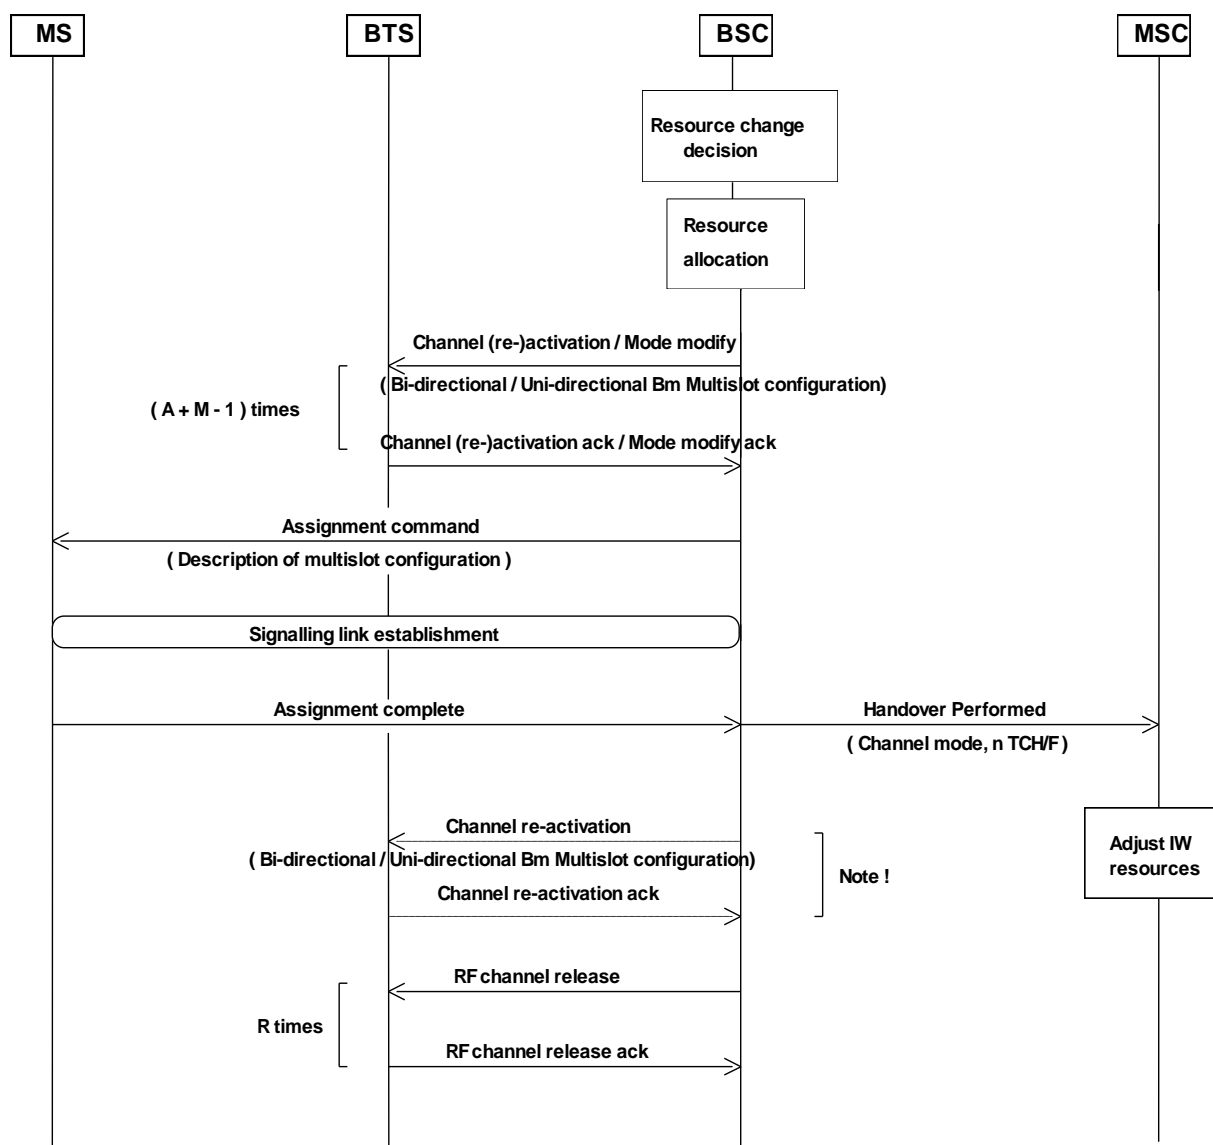 MS
BTS
BSC
MSC
Resource change
decision
Resource
allocation
Channel (re-)activation / Mode modify
( Bi-directional / Uni-directional Bm Multislot configuration)
( A + M - 1 ) times
Channel (re-)activation ack / Mode modify ack
Assignment command
( Description of multislot configuration )
Signalling link establishment
Assignment complete
Handover Performed
( Channel mode, n TCH/F)
Channel re-activation
( Bi-directional / Uni-directional Bm Multislot configuration)
Adjust IW
resources
Note !
Channel re-activation ack
RF channel release
R times
RF channel release ack